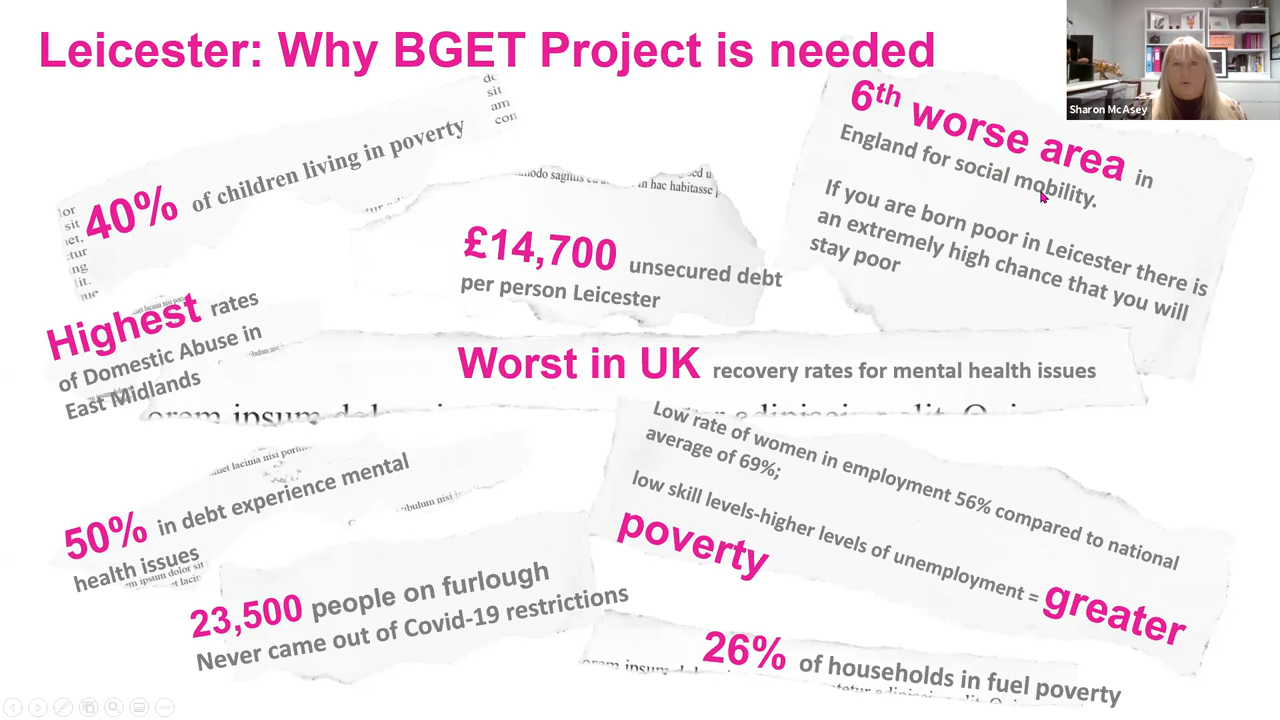 Leicester: Why BGET Project is needed
Sharon McAsey
40% of children living in poverty
6th worse area in
England for social mobility.
If you are born poor in Leicester there is
an extremely high chance that you will
stay poor
£14,700 unsecured debt
per person Leicester
Highest rates
of Domestic Abuse in
East Midlands
Worst in UK recovery rates for mental health issues
Low rate of women in employment 56% compared to national
average of 69%;
low skill levels-higher levels of unemployment = greater
poverty
50% in debt experience mental
health issues
23,500 people on furlough
Never came out of Covid-19 restrictions
26% of households in fuel poverty